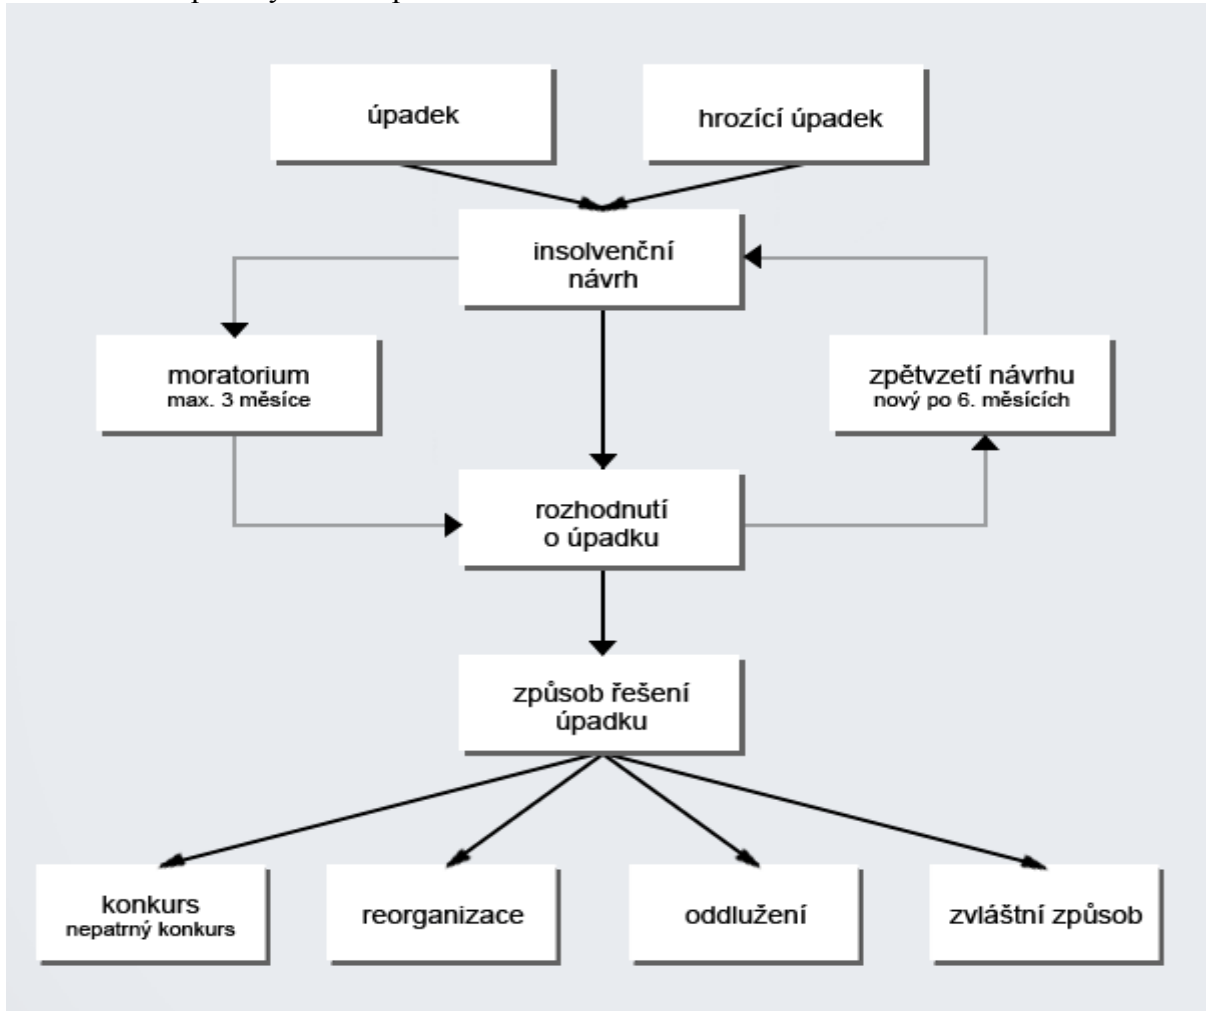 úpadek
hrozící úpadek
insolvenční
návrh
moratorium
max. 3 měsíce
zpětvzetí návrhu
nový po 6. měsících
rozhodnutí
o úpadku
způsob řešení
úpadku
konkurs
nepatrný konkurs
reorganizace
oddlužení
zvláštní způsob